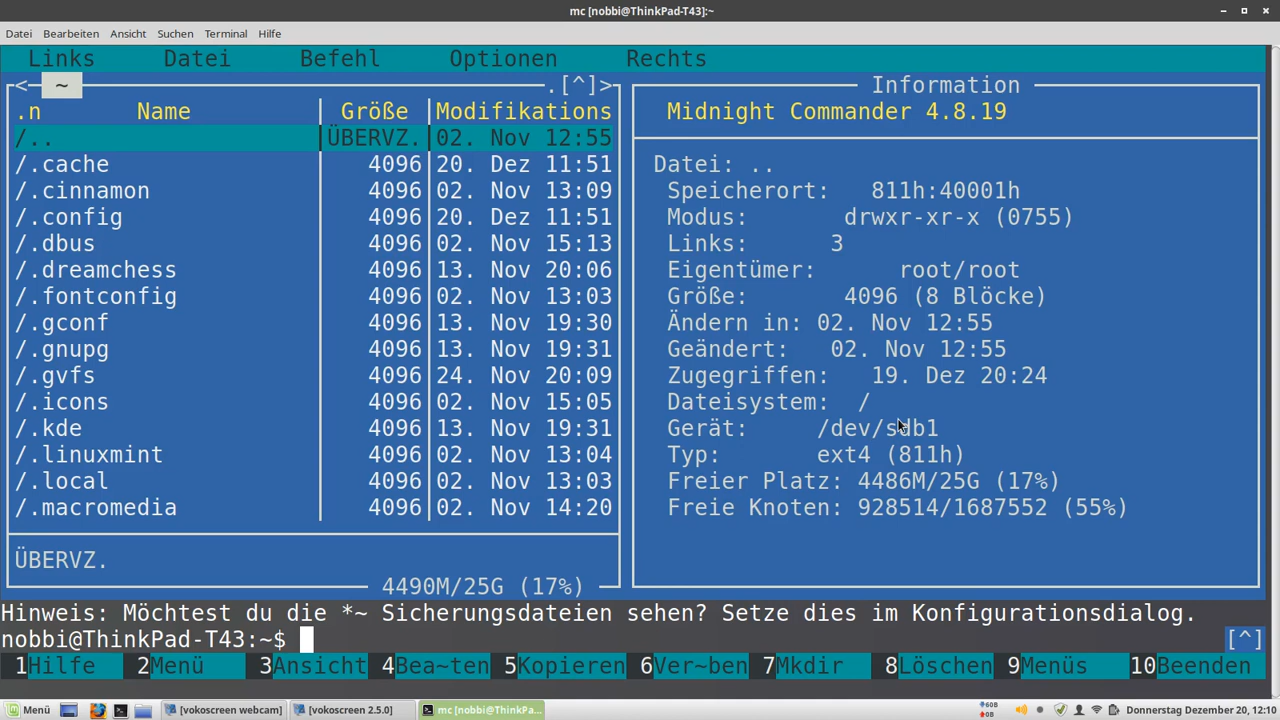 mc [nobbi@ThinkPad-T43]:~
Datei Bearbeiten Ansicht Suchen Terminal Hilfe
Links Datei Befehl Optionen Rechts
<─ ~ .[^]>
.n Name Größe Modifikations
/.. ÜBERVZ. 02. Nov 12:55
/.cache 4096 20. Dez 11:51
/.cinnamon 4096 02. Nov 13:09
/.config 4096 20. Dez 11:51
/.dbus 4096 02. Nov 15:13
/.dreamchess 4096 13. Nov 20:06
/.fontconfig 4096 02. Nov 13:03
/.gconf 4096 13. Nov 19:30
/.gnupg 4096 13. Nov 19:31
/.gvfs 4096 24. Nov 20:09
/.icons 4096 02. Nov 15:05
/.kde 4096 13. Nov 19:31
/.linuxmint 4096 02. Nov 13:04
/.local 4096 02. Nov 13:03
/.macromedia 4096 02. Nov 14:20
ÜBERVZ.
4490M/25G (17%)
Information
Midnight Commander 4.8.19
Datei: ..
Speicherort: 811h:40001h
Modus: drwxr-xr-x (0755)
Links: 3
Eigentümer: root/root
Größe: 4096 (8 Blöcke)
Ändern in: 02. Nov 12:55
Geändert: 02. Nov 12:55
Zugegriffen: 19. Dez 20:24
Dateisystem: /
Gerät: /dev/sdb1
Typ: ext4 (811h)
Freier Platz: 4486M/25G (17%)
Freie Knoten: 928514/1687552 (55%)
Hinweis: Möchtest du die *~ Sicherungsdateien sehen? Setze dies im Konfigurationsdialog.
nobbi@ThinkPad-T43:~$ [^]
1Hilfe 2Menü 3Ansicht 4Bea~ten 5Kopieren 6Ver~ben 7Mkdir 8Löschen 9Menüs 10Beenden
Menü [vokoscreen webcam] [vokoscreen 2.5.0] mc [nobbi@ThinkPa... 60B 0B Donnerstag Dezember 20, 12:10